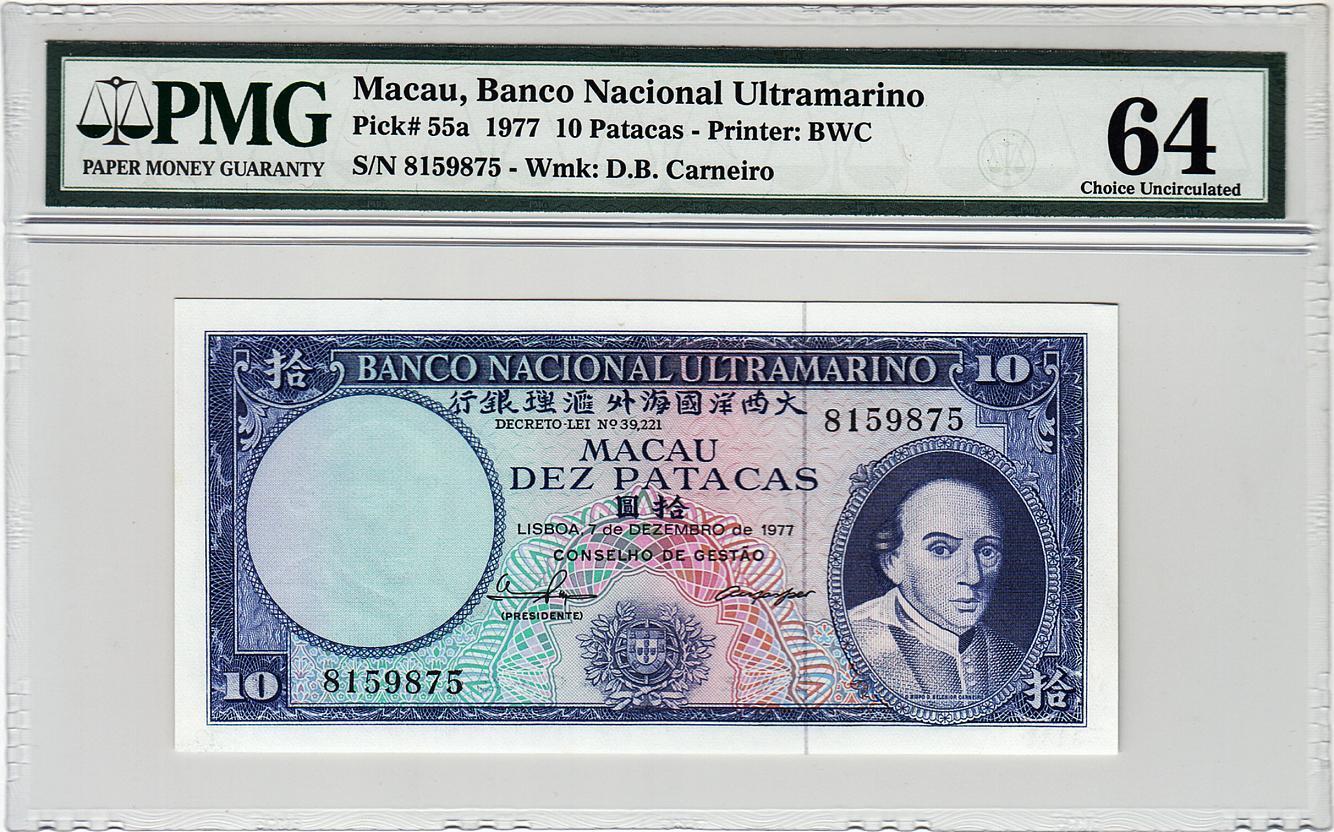 PMG
PAPER MONEY GUARANTY
Macau, Banco Nacional Ultramarino
Pick# 55a 1977 10 Patacas - Printer: BWC
S/N 8159875 - Wmk: D.B. Carneiro
64
Choice Uncirculated
拾 BANCO NACIONAL ULTRAMARINO 10
行銀理滙外海國洋西大
DECRETO-LEI Nº 39,221
8159875
MACAU
DEZ PATACAS
圓拾
LISBOA, 7 de DEZEMBRO de 1977
CONSELHO DE GESTÃO
(PRESIDENTE)
10 8159875
拾